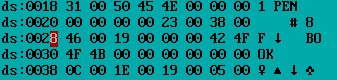 ds:0018 31 00 50 45 4E 00 00 00 1 PEN
ds:0020 00 00 00 00 23 00 38 00     # 8
ds:0028 46 00 19 00 00 00 42 4F F ↓   BO
ds:0030 4F 4B 00 00 00 00 00 00 OK
ds:0038 0C 00 1E 00 19 00 05 00 ♀ ▲ ↓ ♣